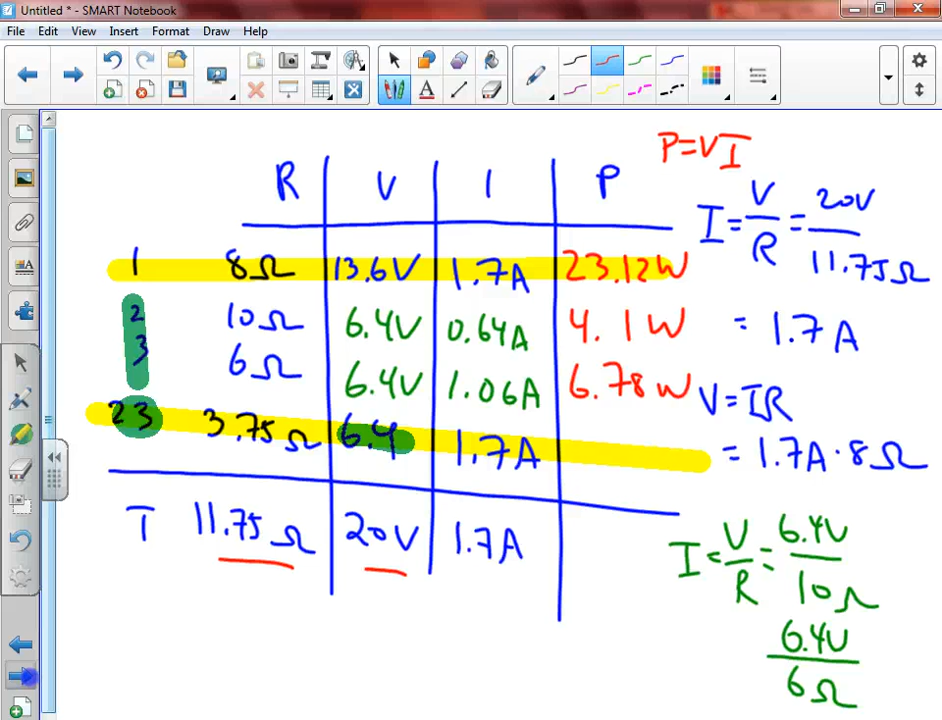 Untitled * - SMART Notebook
File Edit View Insert Format Draw Help
P=VI
R V I P
I = V/R = 20V/11.75Ω
1 8Ω 13.6V 1.7A 23.12W
2 10Ω 6.4V 0.64A 4.1W
= 1.7A
3 6Ω 6.4V 1.06A 6.78W
V=IR
23 3.75Ω 6.4 1.7A
= 1.7A·8Ω
T 11.75Ω 20V 1.7A
I = V/R = 6.4V/10Ω
6.4V/6Ω